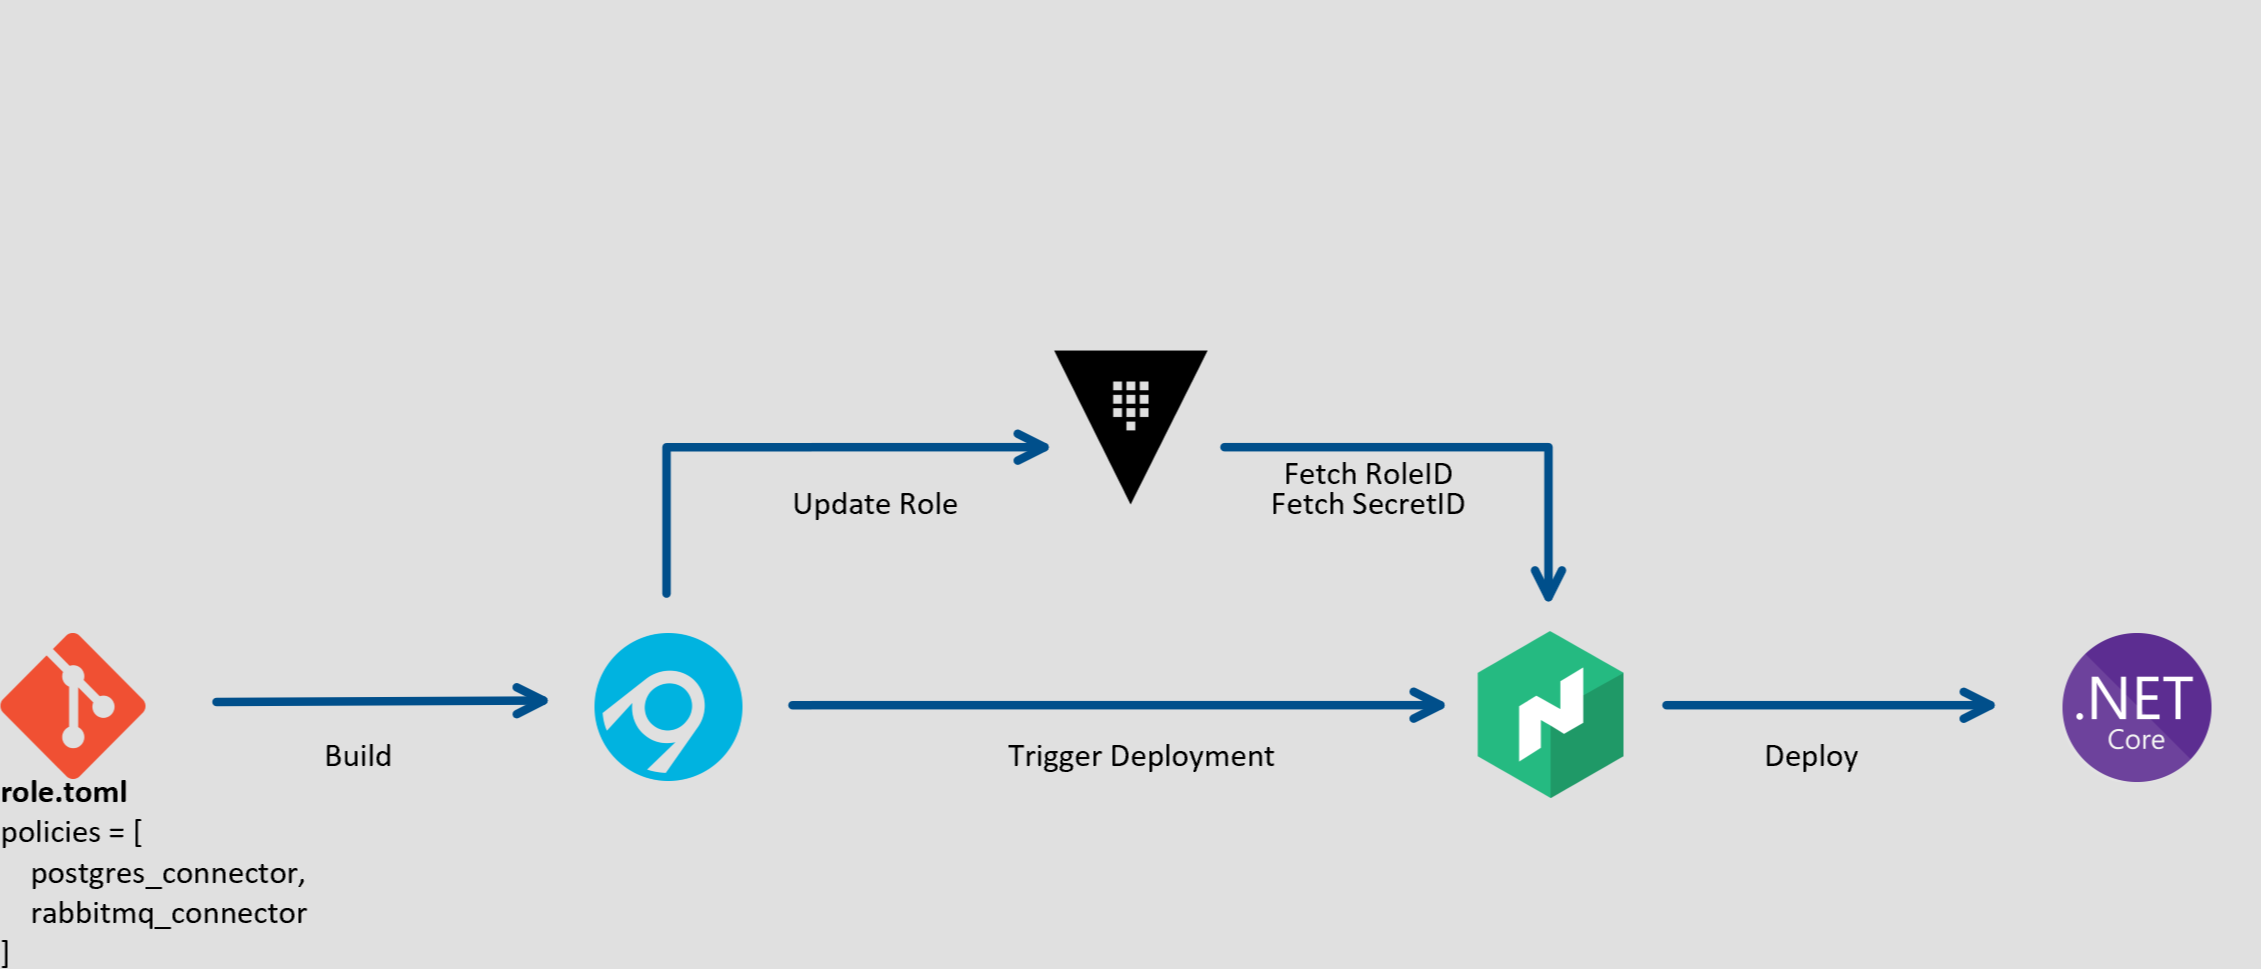 Fetch RoleID
Update Role
Fetch SecretID
.NET
Core
Build
Trigger Deployment
Deploy
role.toml
policies = [
postgres_connector,
rabbitmq_connector
]